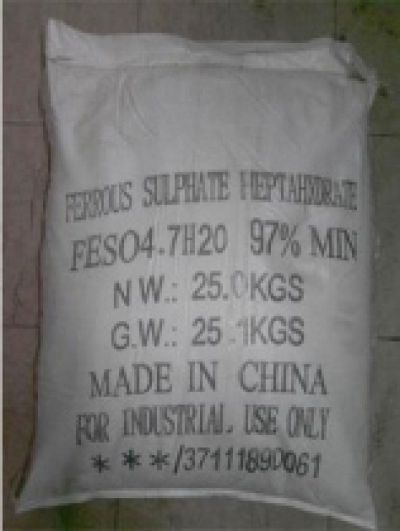 FERROUS SULPHATE HEPTAHYDRATE
FESO4.7H20 97% MIN
N W.: 25.0KGS
G.W.: 25.1KGS
MADE IN CHINA
FOR INDUSTRIAL USE ONLY
***/37111890061